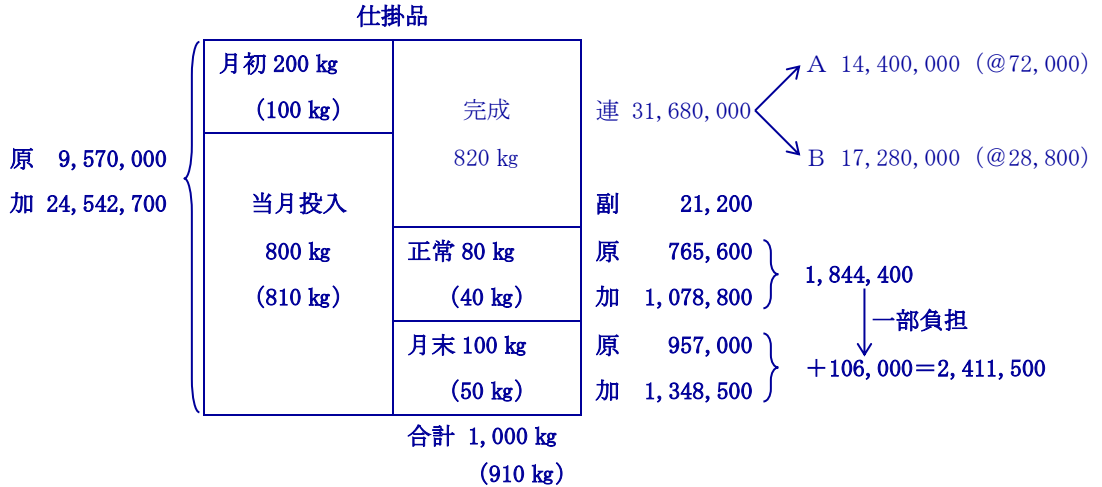 仕掛品
月初 200 kg
(100 kg)
当月投入
800 kg
(810 kg)
原 9,570,000
加 24,542,700
完成
820 kg
正常 80 kg
(40 kg)
月末 100 kg
(50 kg)
合計 1,000 kg
(910 kg)
連 31,680,000
A 14,400,000 (@72,000)
B 17,280,000 (@28,800)
副 21,200
原 765,600
加 1,078,800
1,844,400
一部負担
原 957,000
加 1,348,500
+106,000=2,411,500